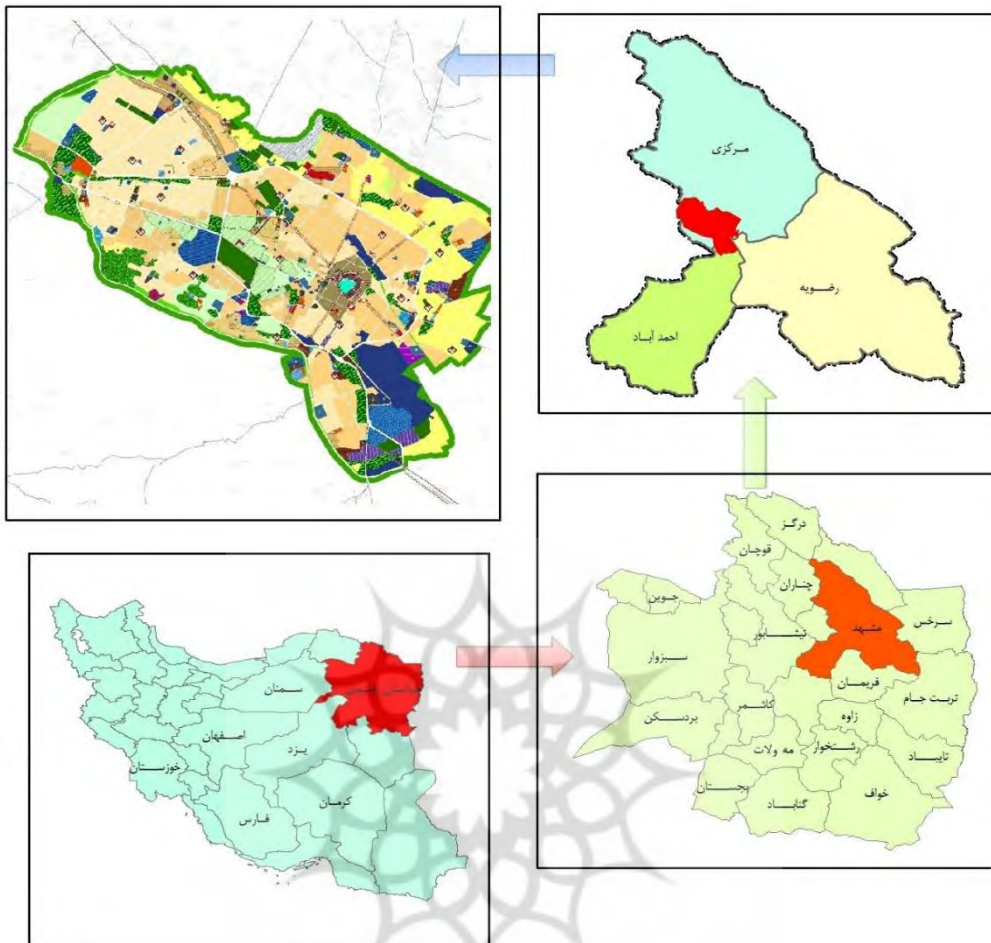 مرکزی
رضویه
احمد آباد
درگز
قوچان
چناران
جوین
سرخس
مشهد
نیشابور
سبزوار
فریمان
تربت جام
کاشمر
زاوه
بردسکن
رشتخوار
مه ولات
تایباد
خواف
بجستان
گناباد
سمنان
اصفهان
یزد
خوزستان
کرمان
فارس